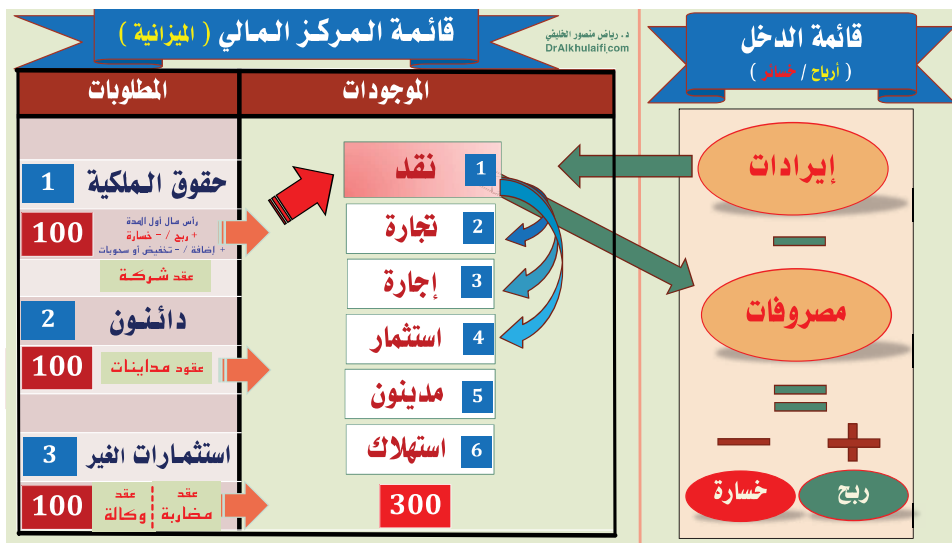 قائمة الدخل
( أرباح / خسائر )
إيرادات
مصروفات
ربح
خسارة
د. رياض منصور الخليفي
DrAlkhulaifi.com
قائمة المركز المالي ( الميزانية )
الموجودات
1 نقد
2 تجارة
3 إجارة
4 استثمار
5 مدينون
6 استهلاك
300
المطلوبات
حقوق الملكية 1
رأس مال أول المدة
+ ربح / - خسارة
+ إضافة / - تخفيض أو سحوبات
100
عقد شركة
دائنون 2
عقود مداينات 100
استثمارات الغير 3
عقد مضاربة
عقد وكالة
100